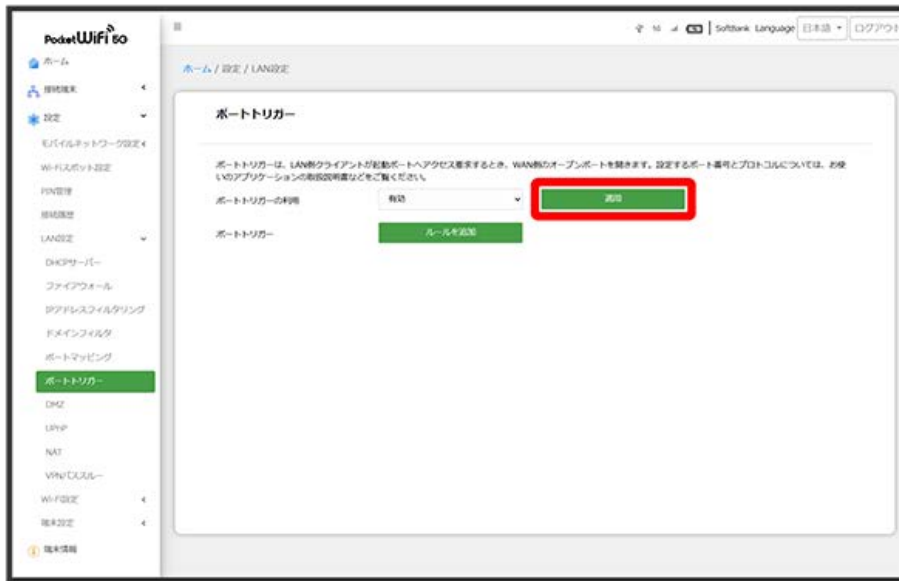 PocketWiFi 5G
SoftBank Language 日本語 ログアウト
ホーム
接続端末
設定
モバイルネットワーク設定
Wi-Fiスポット設定
PIN管理
接続履歴
LAN設定
DHCPサーバー
ファイアウォール
IPアドレスフィルタリング
ドメインフィルタ
ポートマッピング
ポートトリガー
DMZ
UPnP
NAT
VPNパススルー
Wi-Fi設定
端末設定
端末情報
ホーム / 設定 / LAN設定
ポートトリガー
ポートトリガーは、LAN側クライアントが起動ポートへアクセス要求するとき、WAN側のオープンポートを開きます。設定するポート番号とプロトコルについては、お使
いのアプリケーションの取扱説明書などをご覧ください。
ポートトリガーの利用 有効 適用
ポートトリガー ルールを追加